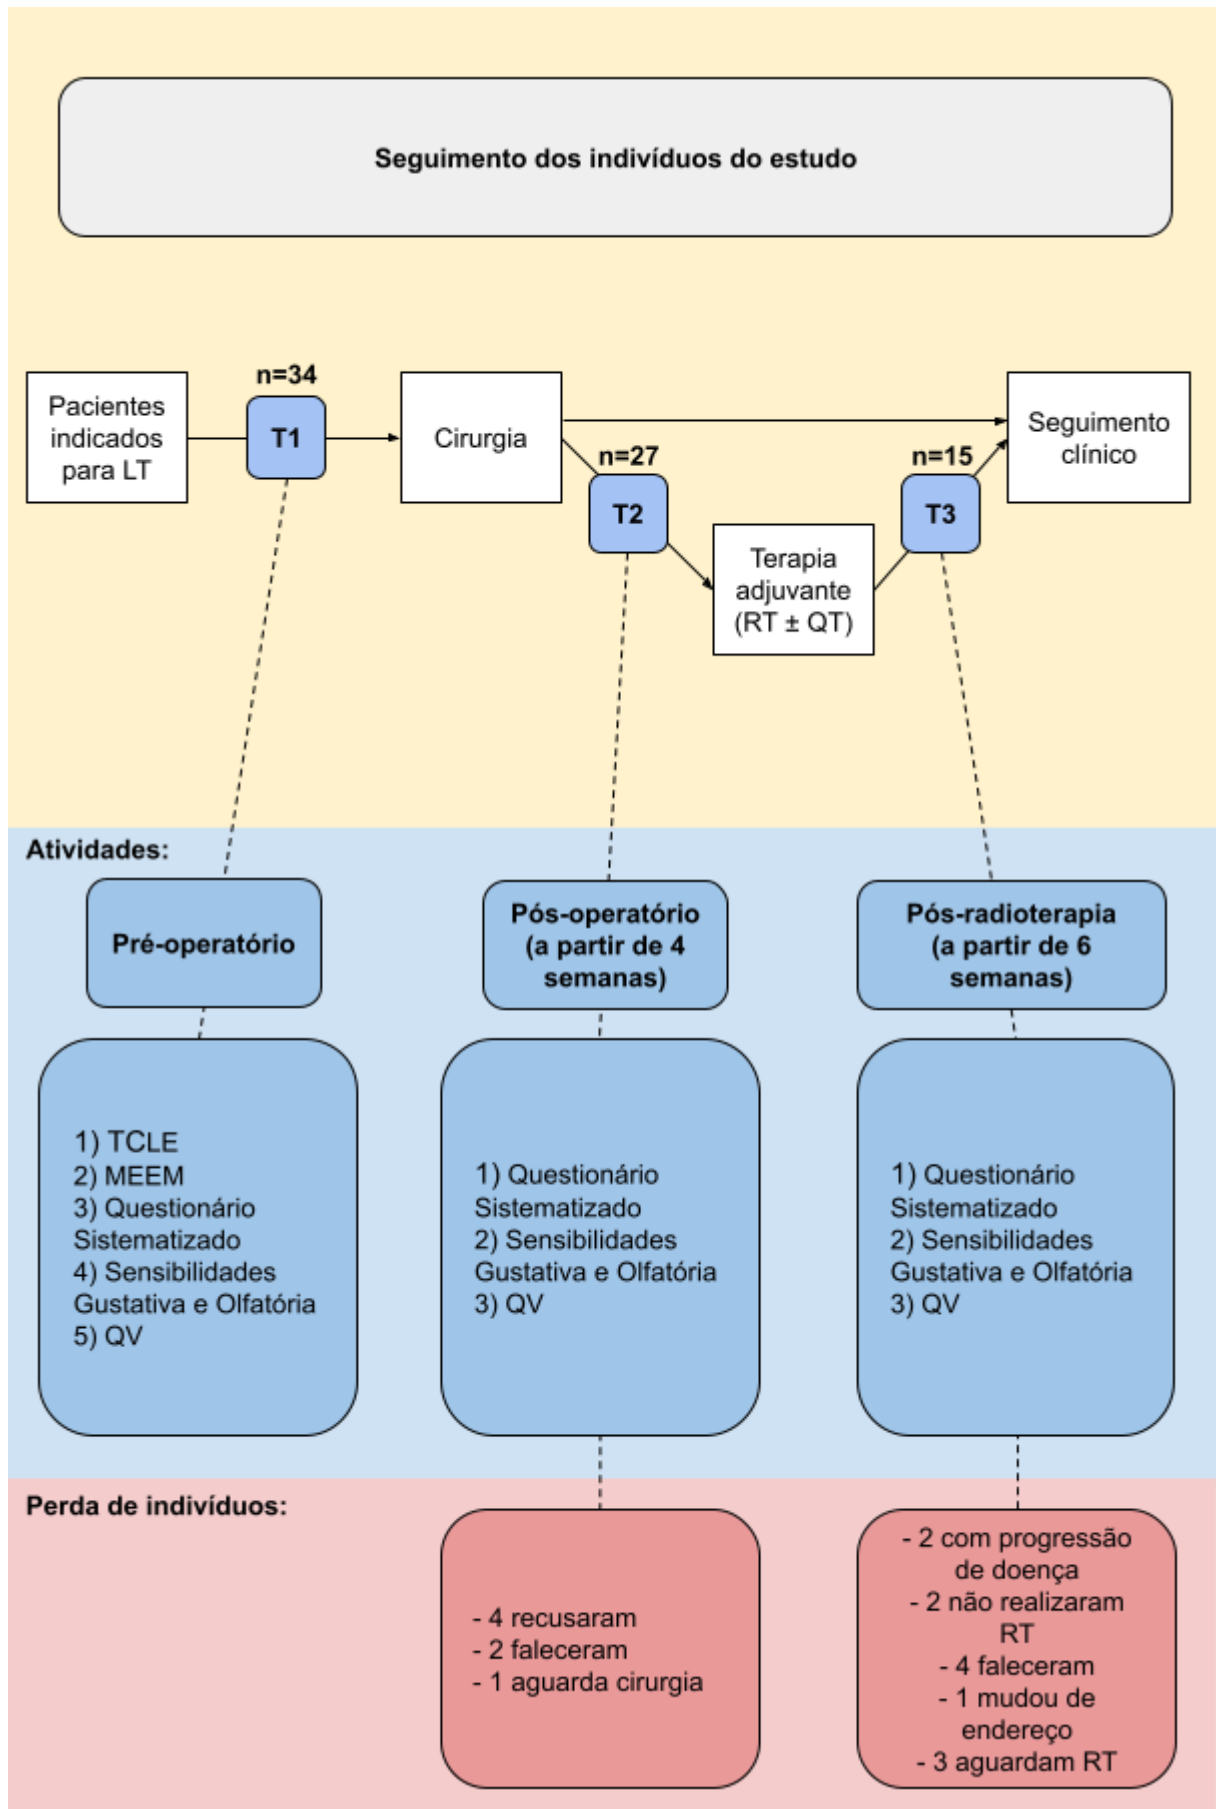 Seguimento dos indivíduos do estudo
n=34
Pacientes
indicados
para LT
T1
Cirurgia
n=27
T2
Terapia
adjuvante
(RT ± QT)
n=15
T3
Seguimento
clínico
Atividades:
Pré-operatório
Pós-operatório
(a partir de 4
semanas)
Pós-radioterapia
(a partir de 6
semanas)
1) TCLE
2) MEEM
3) Questionário
Sistematizado
4) Sensibilidades
Gustativa e Olfatória
5) QV
1) Questionário
Sistematizado
2) Sensibilidades
Gustativa e Olfatória
3) QV
1) Questionário
Sistematizado
2) Sensibilidades
Gustativa e Olfatória
3) QV
Perda de indivíduos:
- 4 recusaram
- 2 faleceram
- 1 aguarda cirurgia
- 2 com progressão
de doença
- 2 não realizaram
RT
- 4 faleceram
- 1 mudou de
endereço
- 3 aguardam RT